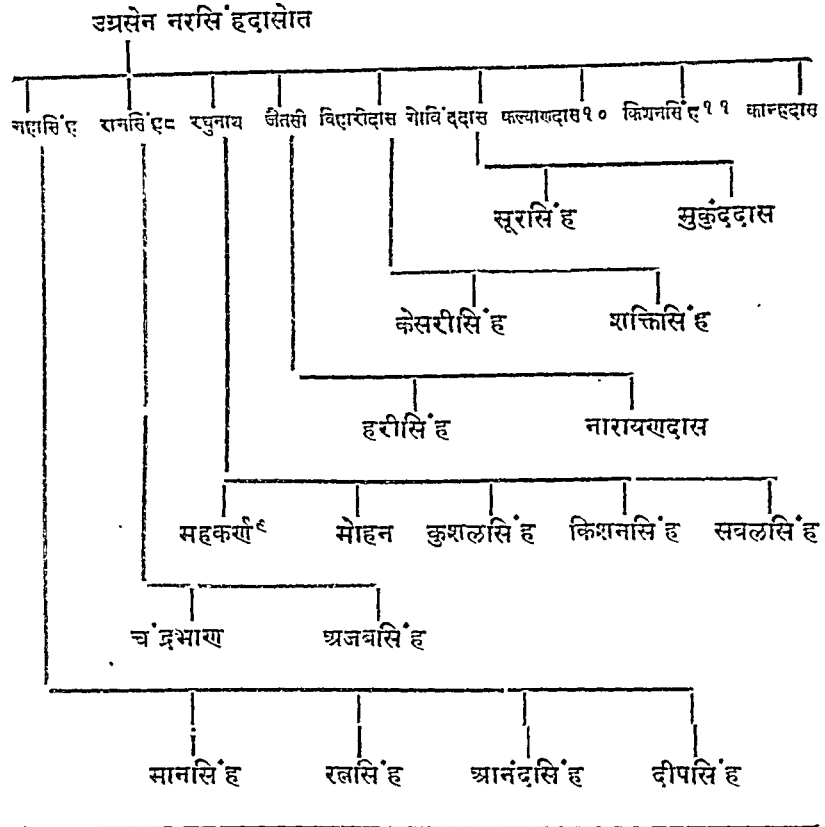 उग्रसेन नरसिंहदासोत
महासिंह रामसिंह८ रघुनाथ जैतसी विहारीदास गोविंददास कल्याणदास१० किशनसिंह११ कान्हदास
सूरसिंह मुकुंददास
केसरीसिंह शक्तिसिंह
हरीसिंह नारायणदास
महकर्ण९ मोहन कुशलसिंह किशनसिंह सबलसिंह
चंद्रभाण अजबसिंह
मानसिंह रत्नसिंह आनंदसिंह दीपसिंह